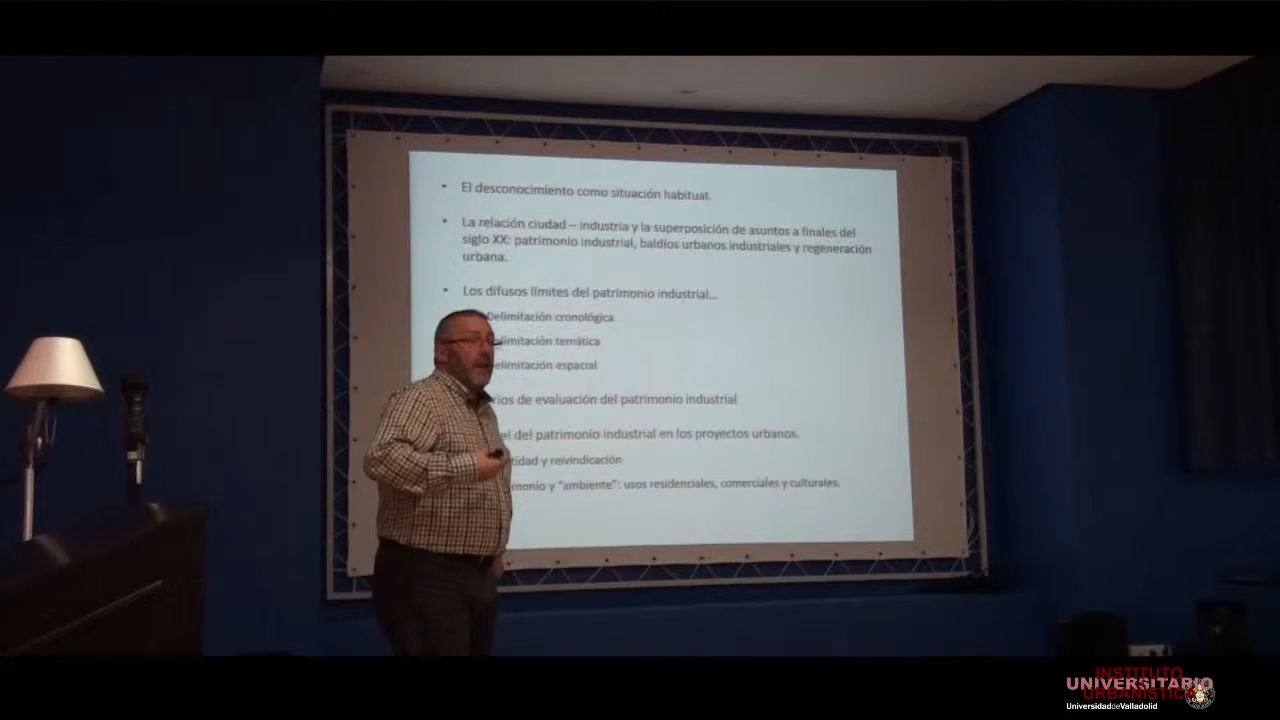 • El desconocimiento como situación habitual.
• La relación ciudad – industria y la superposición de asuntos a finales del
siglo XX: patrimonio industrial, baldíos urbanos industriales y regeneración
urbana.
• Los difusos límites del patrimonio industrial...
Delimitación cronológica
elimitación temática
elimitación espacial
rios de evaluación del patrimonio industrial
el del patrimonio industrial en los proyectos urbanos.
tidad y reivindicación
monio y "ambiente": usos residenciales, comerciales y culturales.
INSTITUTO
UNIVERSITARIO
URBANÍSTICA
UniversidaddeValladolid